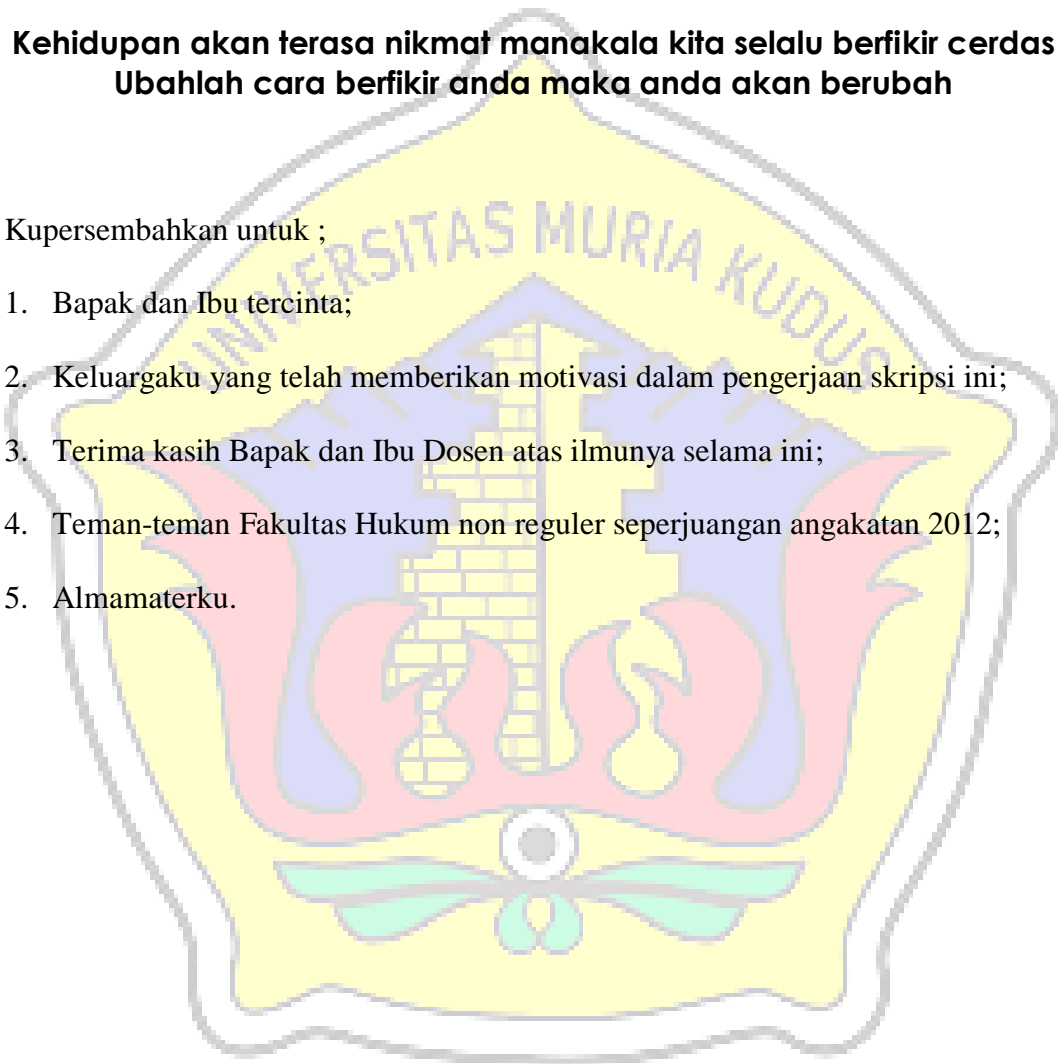 Kehidupan akan terasa nikmat manakala kita selalu berfikir cerdas
Ubahlah cara berfikir anda maka anda akan berubah
Kupersembahkan untuk ;
UNIVERSITAS MURIA KUDUS
1. Bapak dan Ibu tercinta;
2. Keluargaku yang telah memberikan motivasi dalam pengerjaan skripsi ini;
3. Terima kasih Bapak dan Ibu Dosen atas ilmunya selama ini;
4. Teman-teman Fakultas Hukum non reguler seperjuangan angakatan 2012;
5. Almamaterku.